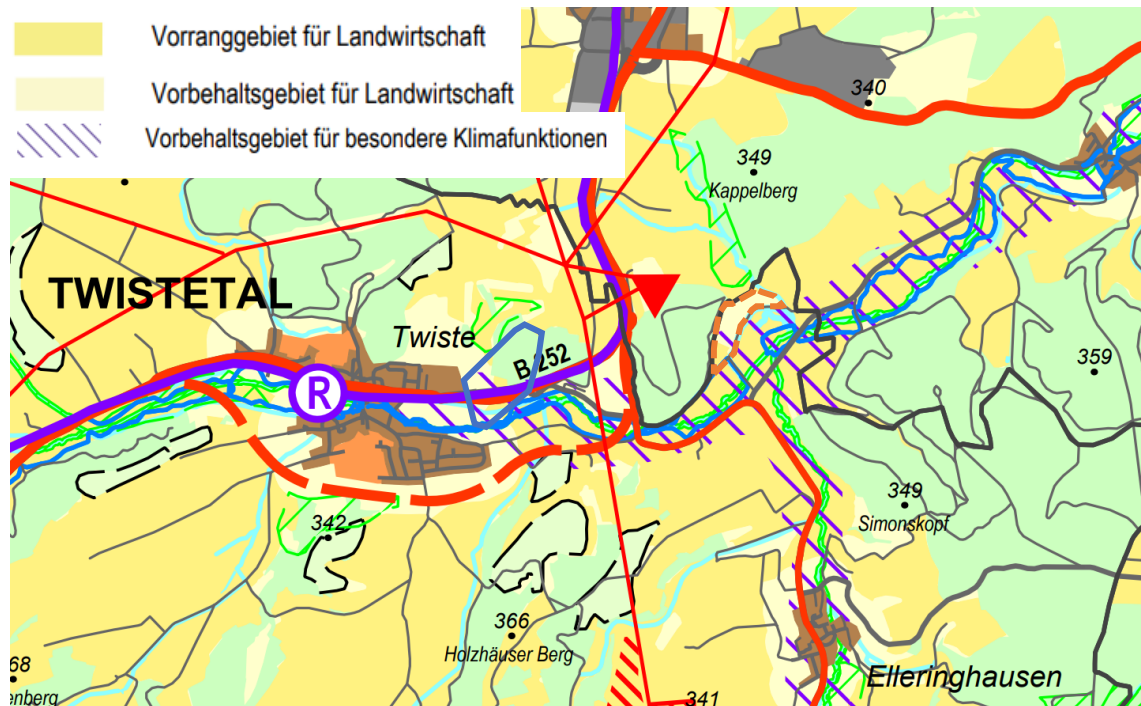 Vorranggebiet für Landwirtschaft
Vorbehaltsgebiet für Landwirtschaft
Vorbehaltsgebiet für besondere Klimafunktionen
340
349
Kappelberg
TWISTETAL
Twiste
B 252
359
R
349
Simonskopf
342
366
Holzhäuser Berg
68
enberg
Elleringhausen
341